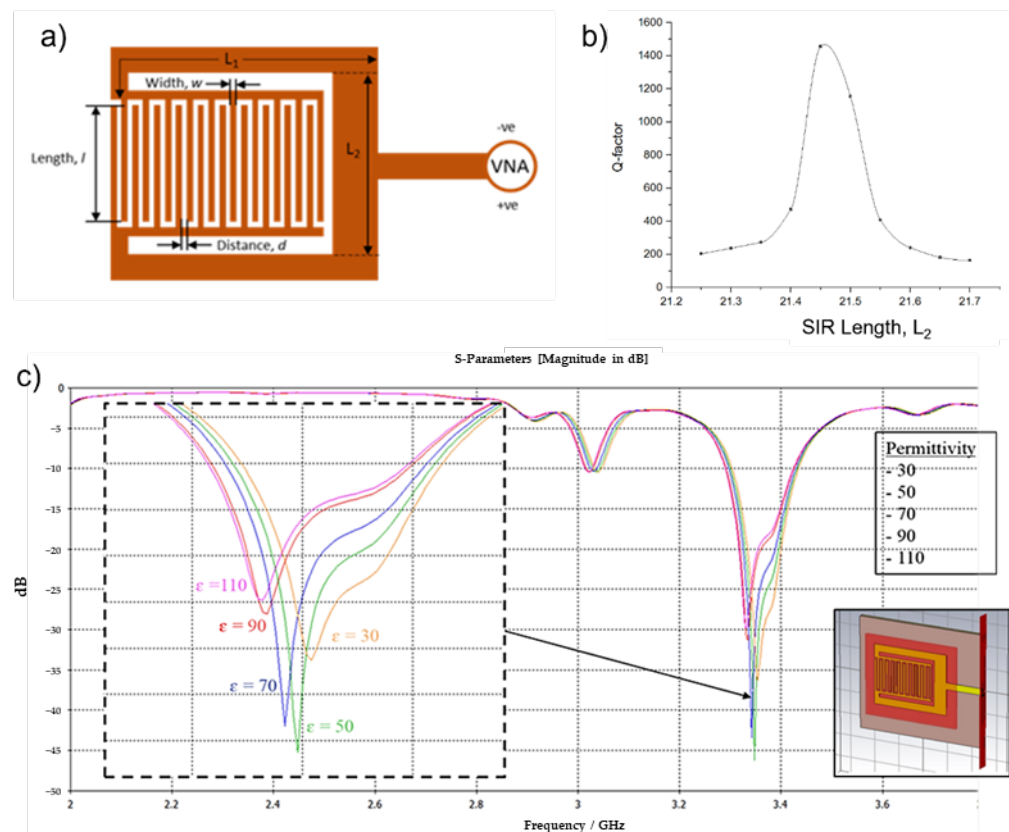 a)
L1
Width, w
Length, l
L2
-ve
VNA
+ve
Distance, d
b)
1600
1400
1200
1000
800
600
400
200
0
Q-factor
21.2 21.3 21.4 21.5 21.6 21.7
SIR Length, L2
c)
S-Parameters [Magnitude in dB]
0
-5
-10
-15
-20
-25
-30
-35
-40
-45
-50
dB
ε =110
ε = 90
ε = 70
ε = 50
ε = 30
Permittivity
- 30
- 50
- 70
- 90
- 110
2 2.2 2.4 2.6 2.8 3 3.2 3.4 3.6
Frequency / GHz